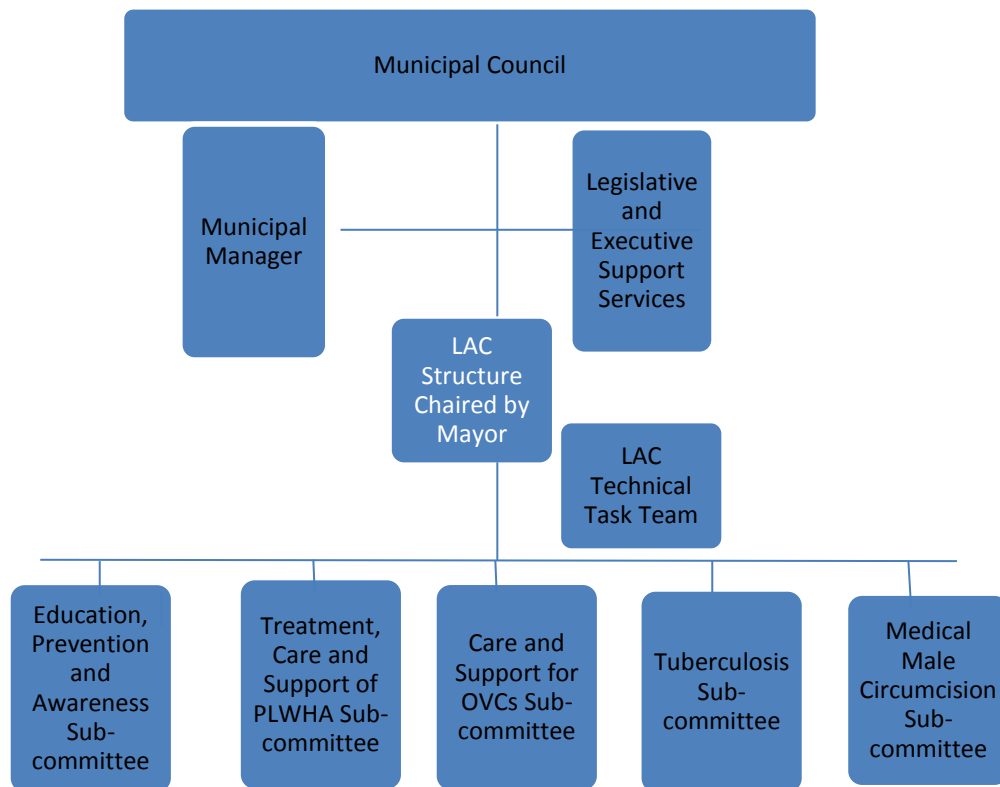 Municipal Council
Municipal
Manager
Legislative
and
Executive
Support
Services
LAC
Structure
Chaired by
Mayor
LAC
Technical
Task Team
Education,
Prevention
and
Awareness
Sub-
committee
Treatment,
Care and
Support of
PLWHA Sub-
committee
Care and
Support for
OVCs Sub-
committee
Tuberculosis
Sub-
committee
Medical
Male
Circumcision
Sub-
committee